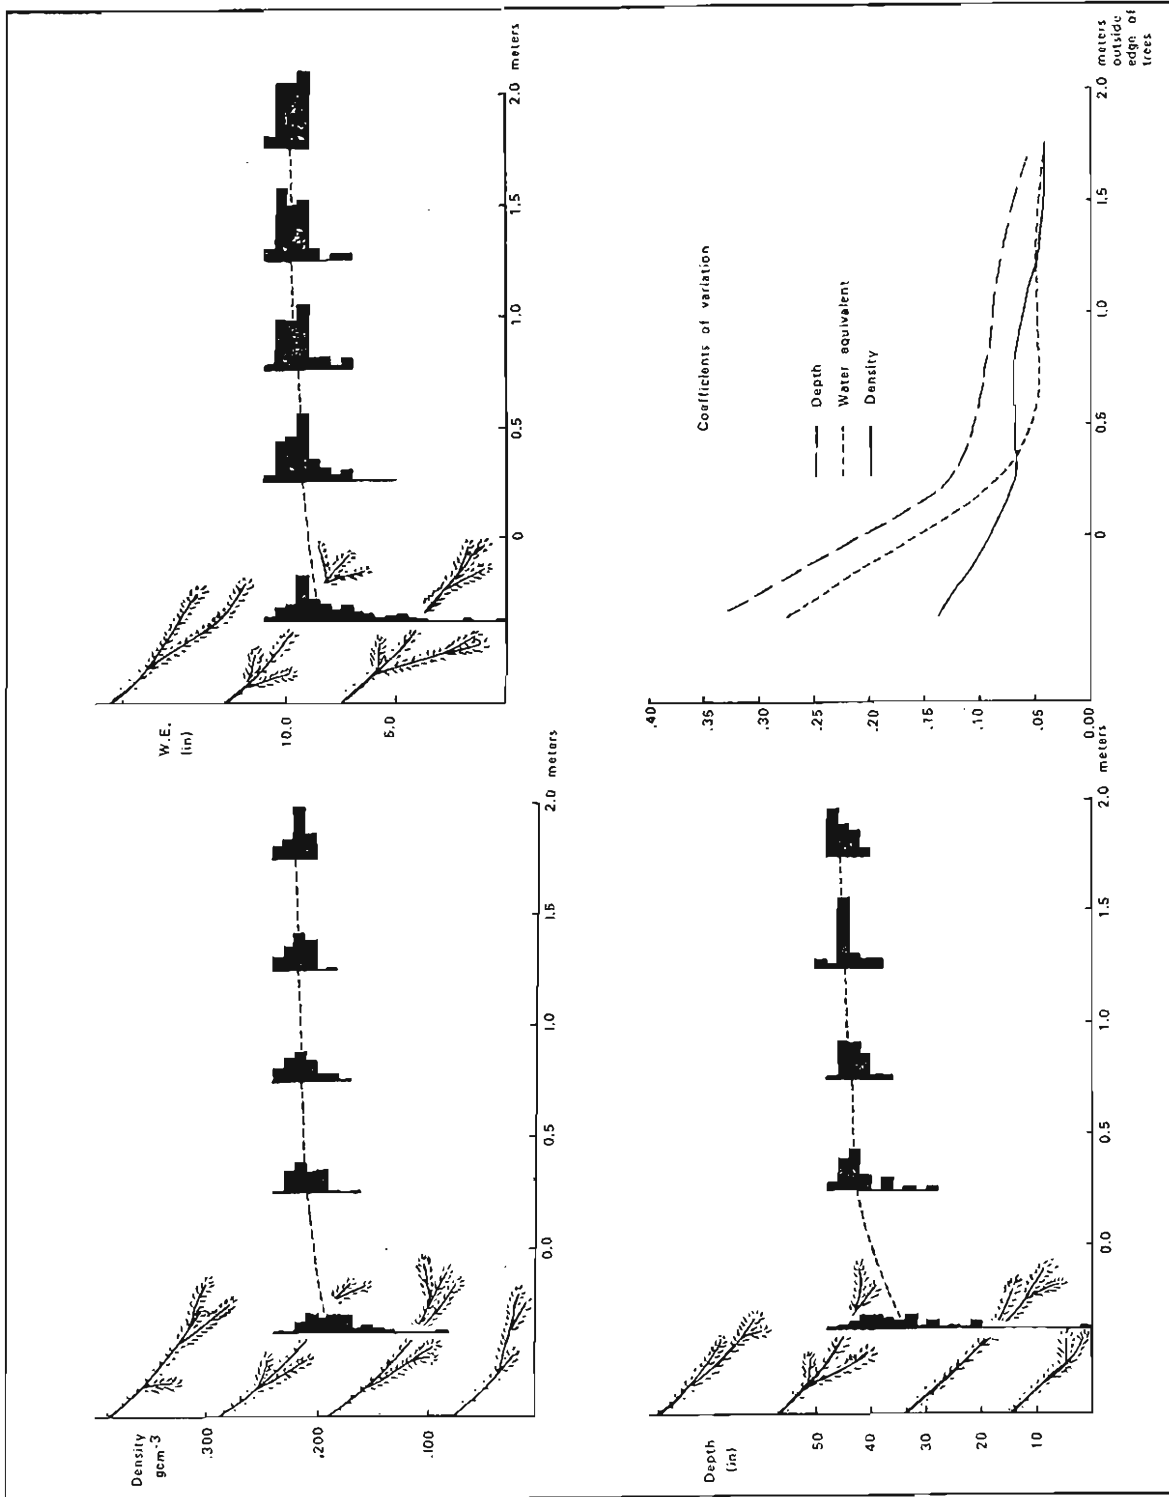 Density
gcm-3
.300
.200
.100
0.0
0.5
1.0
1.5
2.0 meters
W.E.
(in)
10.0
5.0
0
0.5
1.0
1.5
2.0 meters
Depth
(in)
50
40
30
20
10
0.0
0.5
1.0
1.5
2.0 meters
Coefficients of variation
Depth
Water equivalent
Density
.40
0.35
.30
.25
.20
.15
.10
.05
0.00
0
0.5
1.0
1.5
2.0 meters
outside
edge of
trees